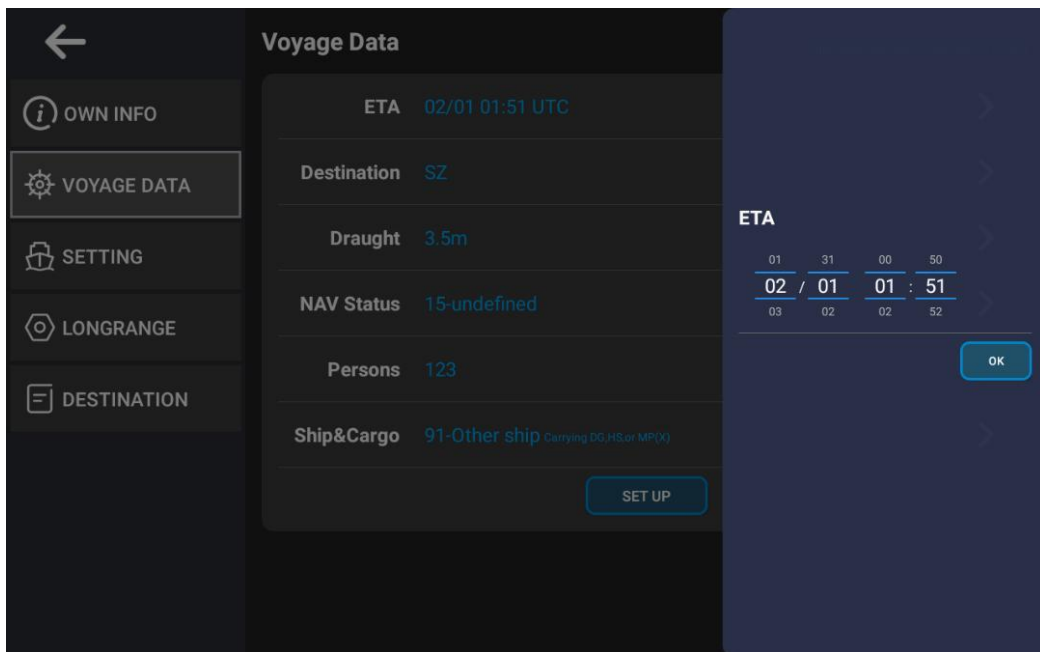 Voyage Data
OWN INFO
VOYAGE DATA
SETTING
LONGRANGE
DESTINATION
ETA 02/01 01:51 UTC
Destination SZ
Draught 3.5m
NAV Status 15-undefined
Persons 123
Ship&Cargo 91-Other ship Carrying DG,HS,or MP(X)
SET UP
ETA
01 31 00 50
02 / 01 01 : 51
03 02 02 52
OK